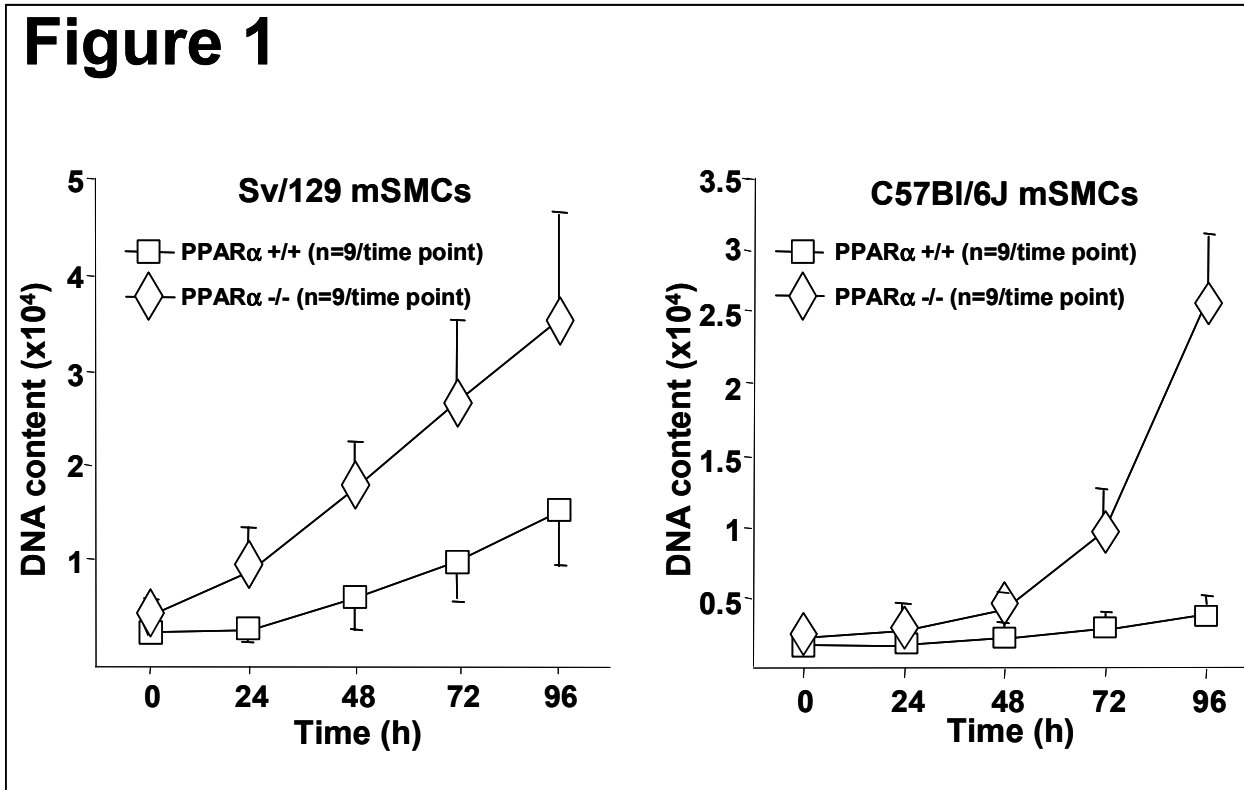 Figure 1
Sv/129 mSMCs
PPARα +/+ (n=9/time point)
PPARα -/- (n=9/time point)
DNA content (x10⁴)
5
4
3
2
1
0 24 48 72 96
Time (h)
C57Bl/6J mSMCs
PPARα +/+ (n=9/time point)
PPARα -/- (n=9/time point)
DNA content (x10⁴)
3.5
3
2.5
2
1.5
1
0.5
0 24 48 72 96
Time (h)